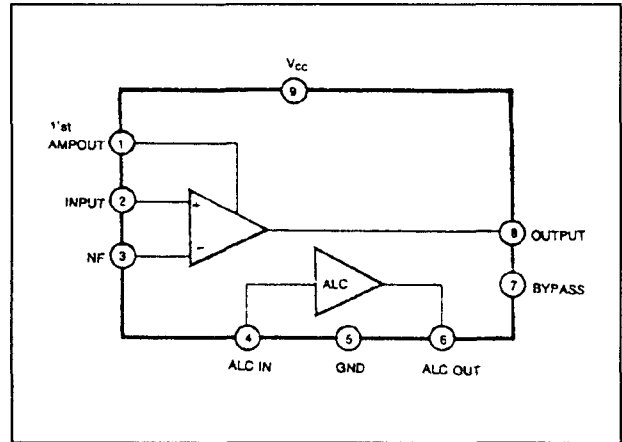 Vcc
9
1'st
AMPOUT
1
INPUT
2
+
NF
3
−
8
OUTPUT
7
BYPASS
ALC
4
5
6
ALC IN
GND
ALC OUT